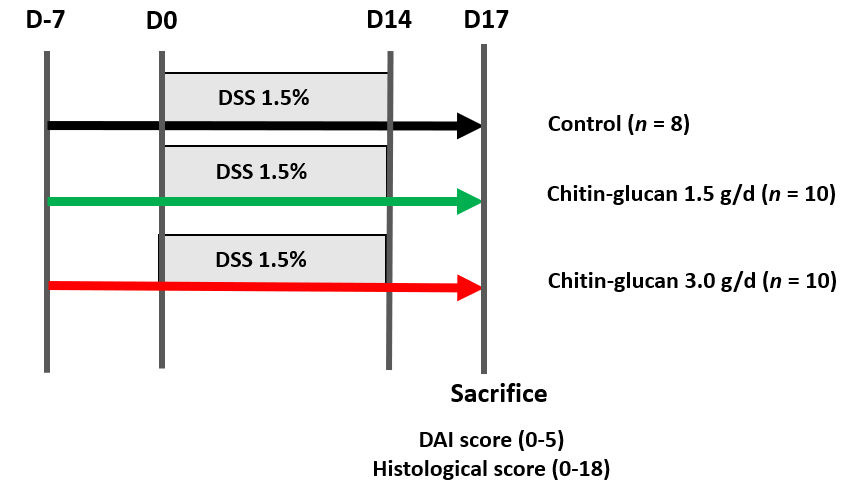 D-7 D0 D14 D17
DSS 1.5%
Control (n = 8)
DSS 1.5%
Chitin-glucan 1.5 g/d (n = 10)
DSS 1.5%
Chitin-glucan 3.0 g/d (n = 10)
Sacrifice
DAI score (0-5)
Histological score (0-18)